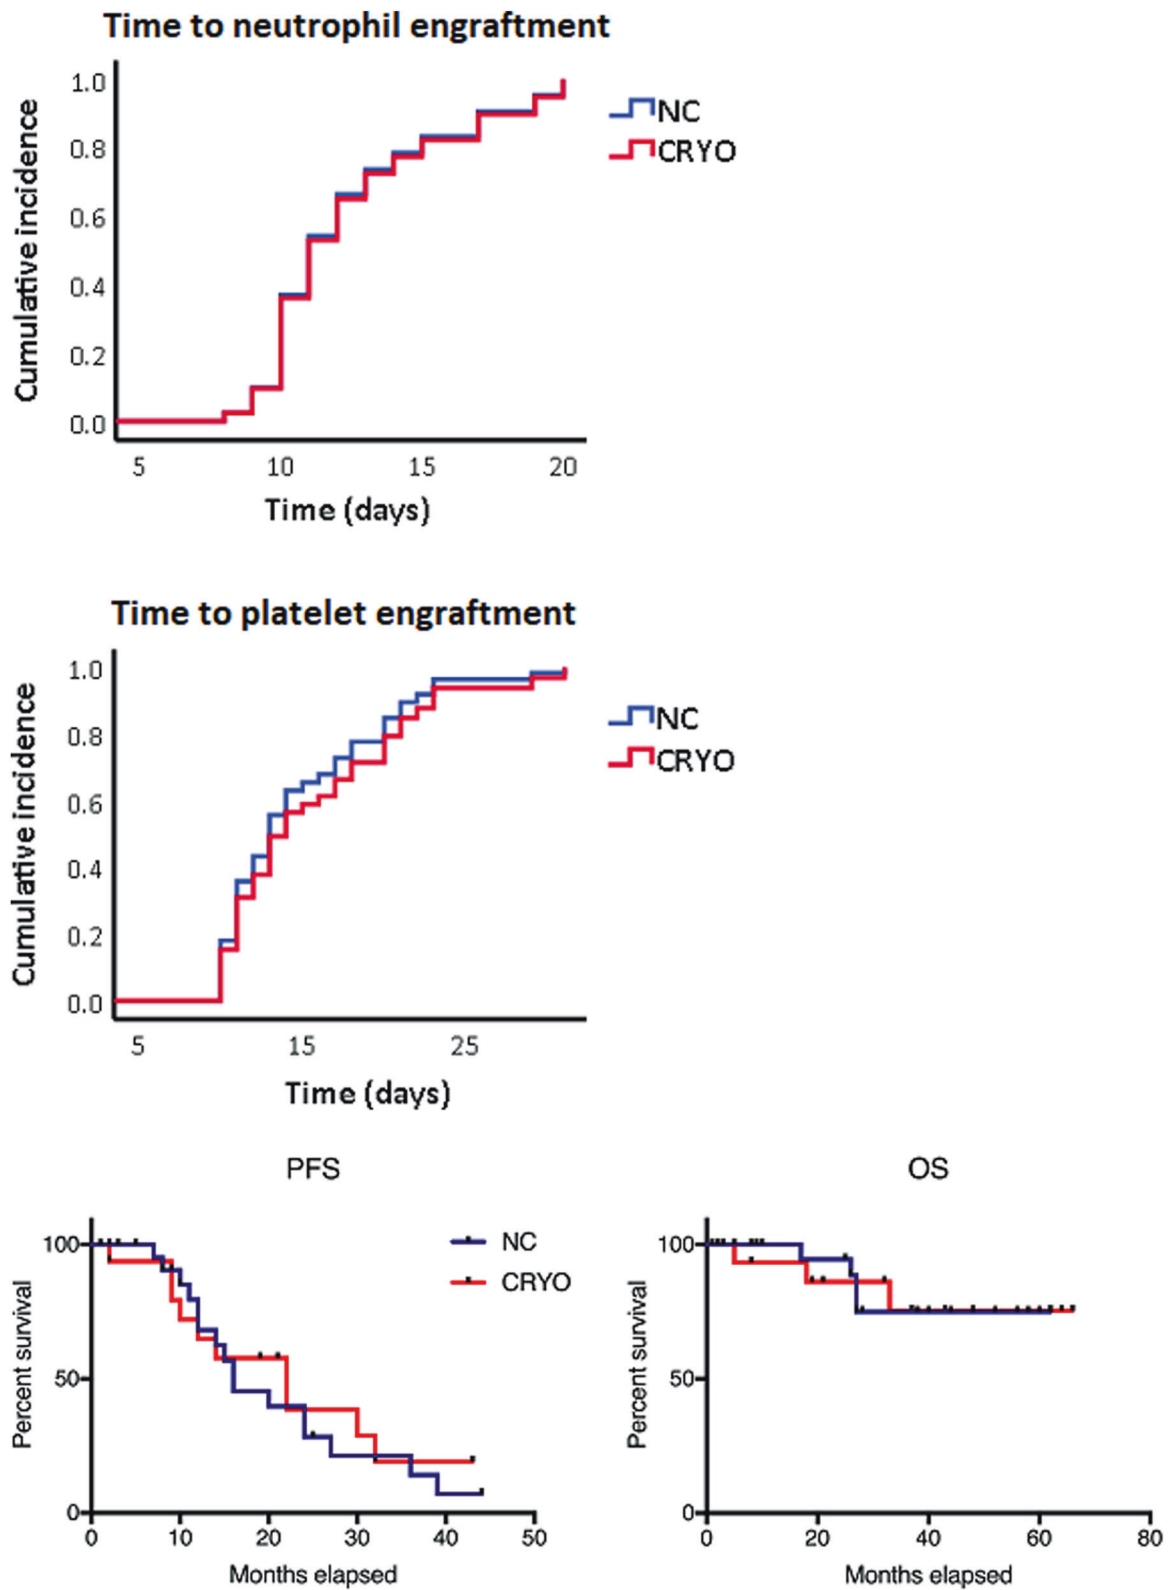 Time to neutrophil engraftment
Cumulative incidence
1.0
0.8
0.6
0.4
0.2
0.0
5 10 15 20
Time (days)
NC
CRYO
Time to platelet engraftment
Cumulative incidence
1.0
0.8
0.6
0.4
0.2
0.0
5 15 25
Time (days)
NC
CRYO
PFS
Percent survival
100
50
0
0 10 20 30 40 50
Months elapsed
NC
CRYO
OS
Percent survival
100
50
0
0 20 40 60 80
Months elapsed